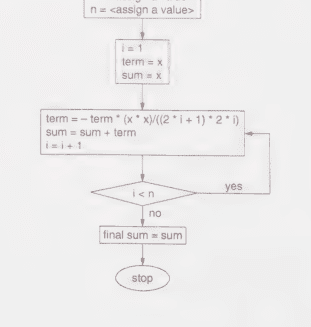 n = <assign a value>
i = 1
term = x
sum = x
term = – term * (x * x)/((2 * i + 1) * 2 * i)
sum = sum + term
i = i + 1
i < n
yes
no
final sum = sum
stop